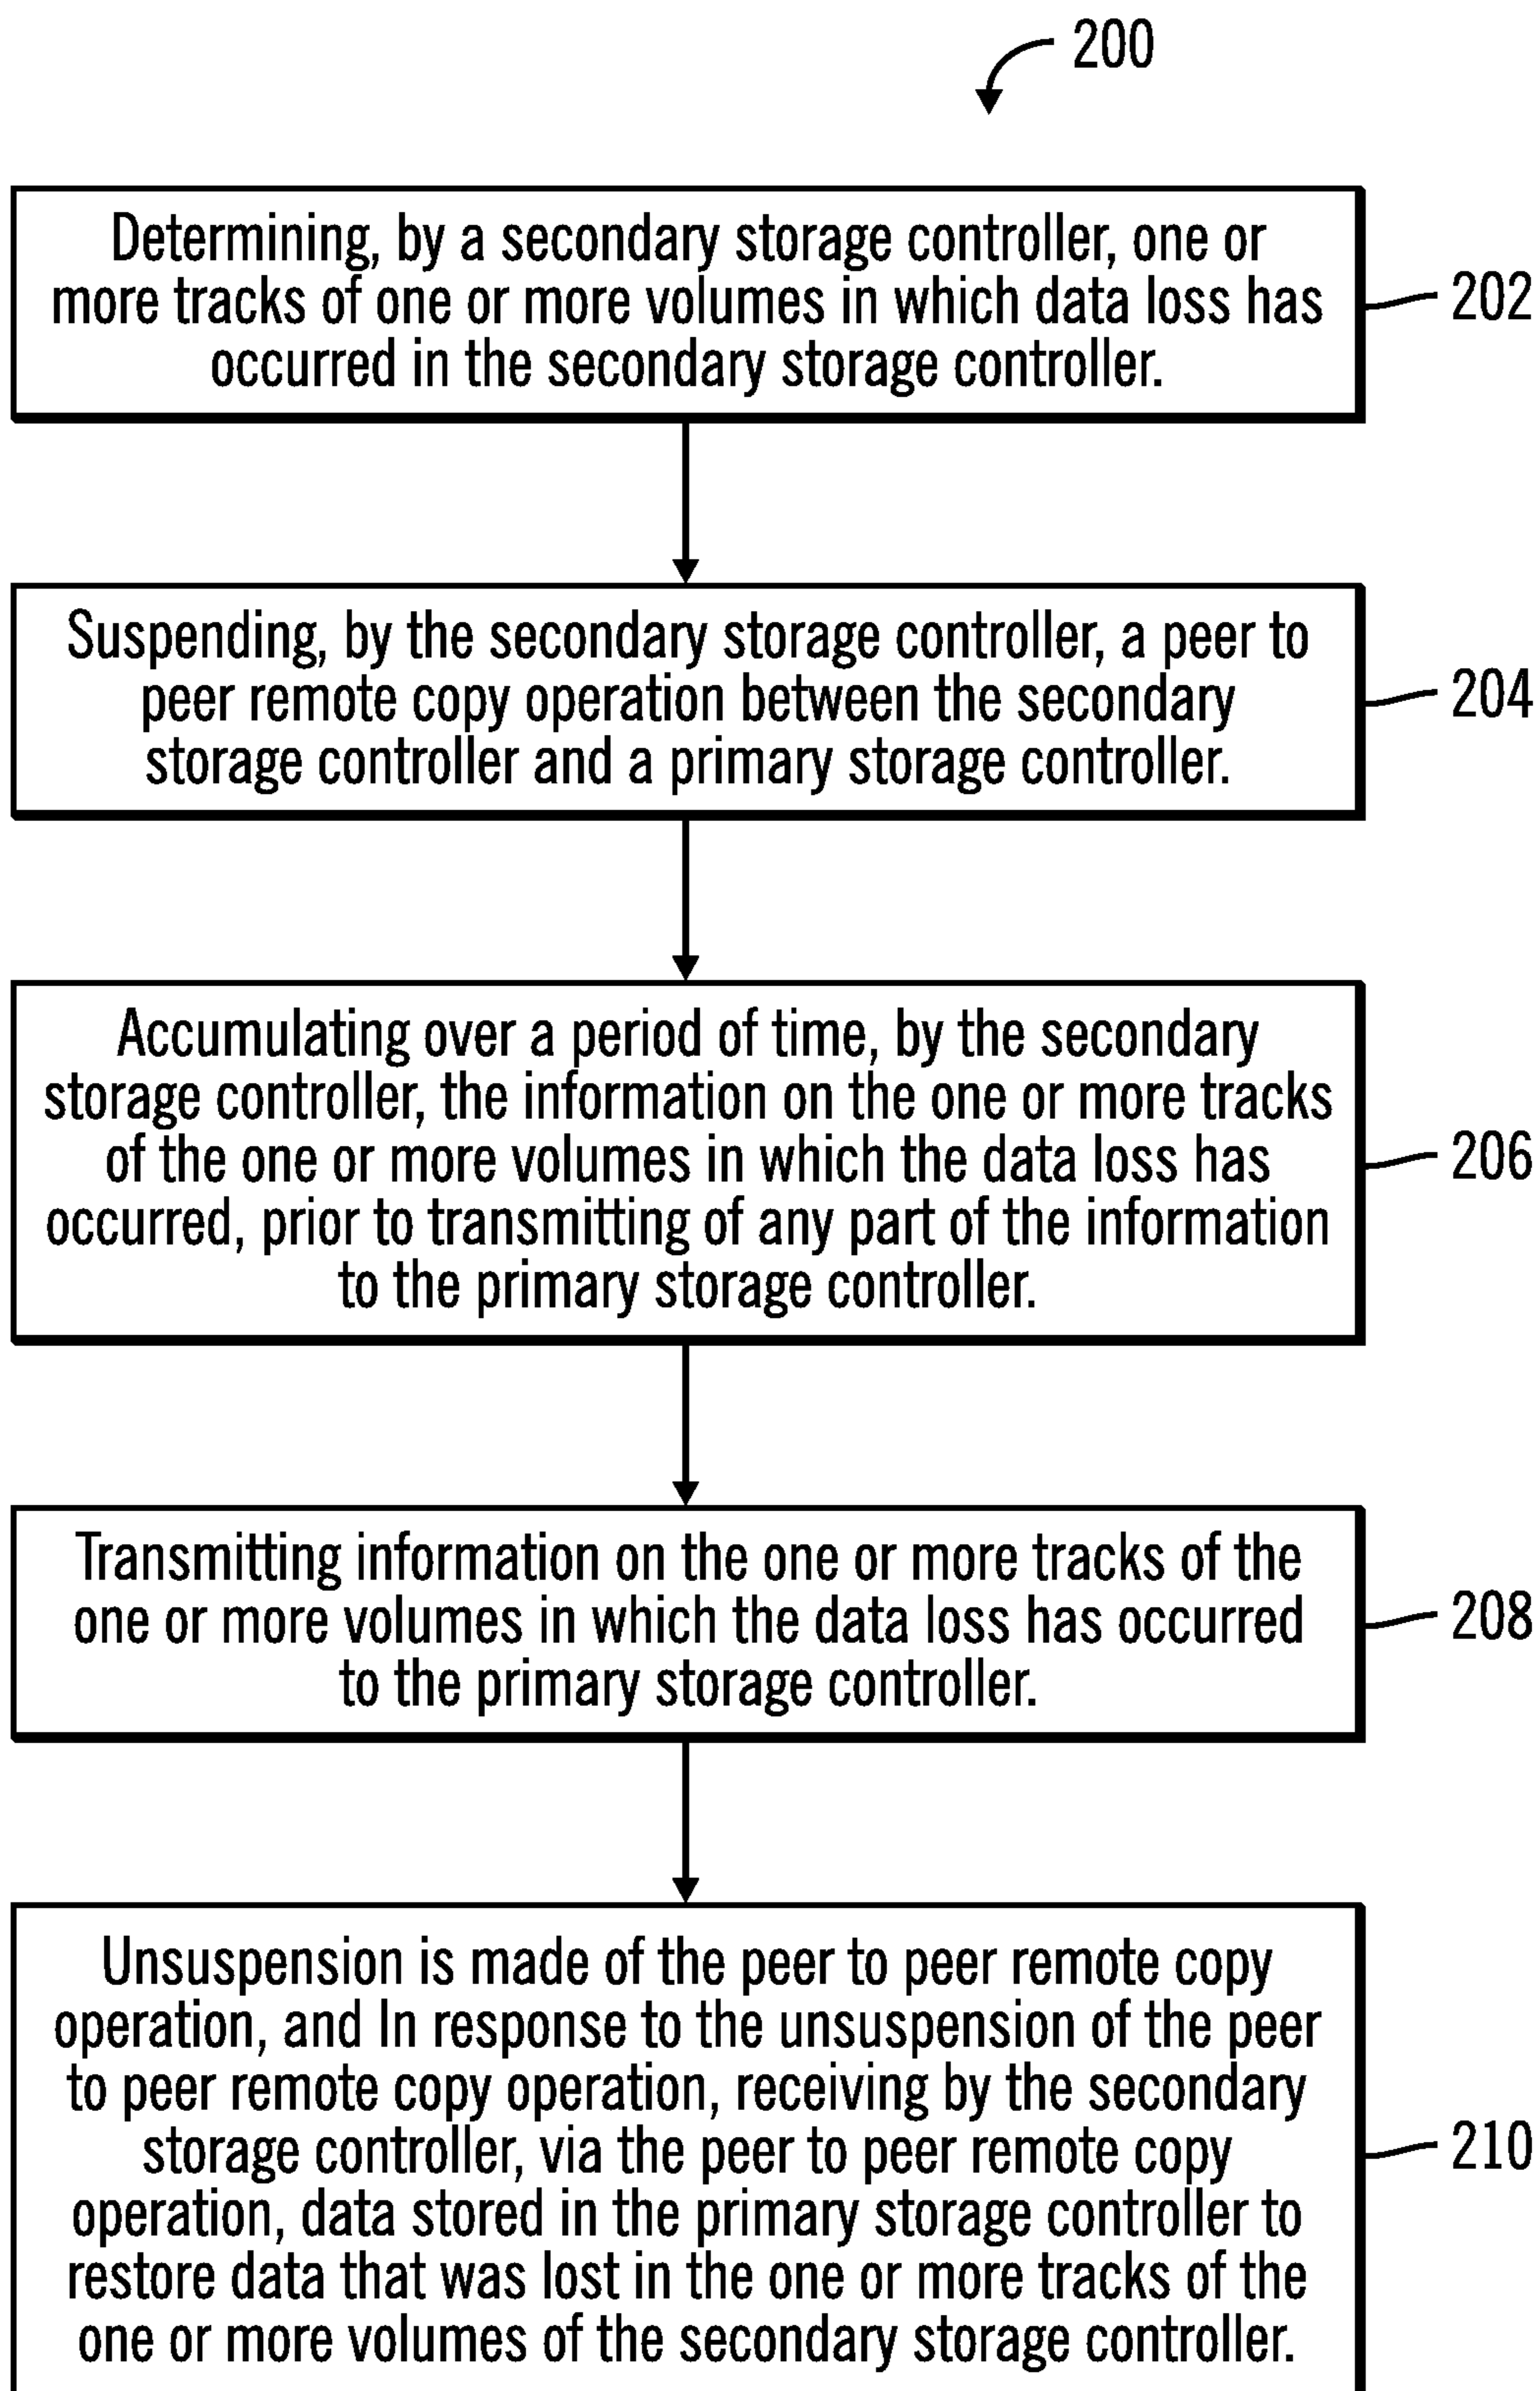 200
Determining, by a secondary storage controller, one or
more tracks of one or more volumes in which data loss has
occurred in the secondary storage controller.
202
Suspending, by the secondary storage controller, a peer to
peer remote copy operation between the secondary
storage controller and a primary storage controller.
204
Accumulating over a period of time, by the secondary
storage controller, the information on the one or more tracks
of the one or more volumes in which the data loss has
occurred, prior to transmitting of any part of the information
to the primary storage controller.
206
Transmitting information on the one or more tracks of the
one or more volumes in which the data loss has occurred
to the primary storage controller.
208
Unsuspension is made of the peer to peer remote copy
operation, and In response to the unsuspension of the peer
to peer remote copy operation, receiving by the secondary
storage controller, via the peer to peer remote copy
operation, data stored in the primary storage controller to
restore data that was lost in the one or more tracks of the
one or more volumes of the secondary storage controller.
210